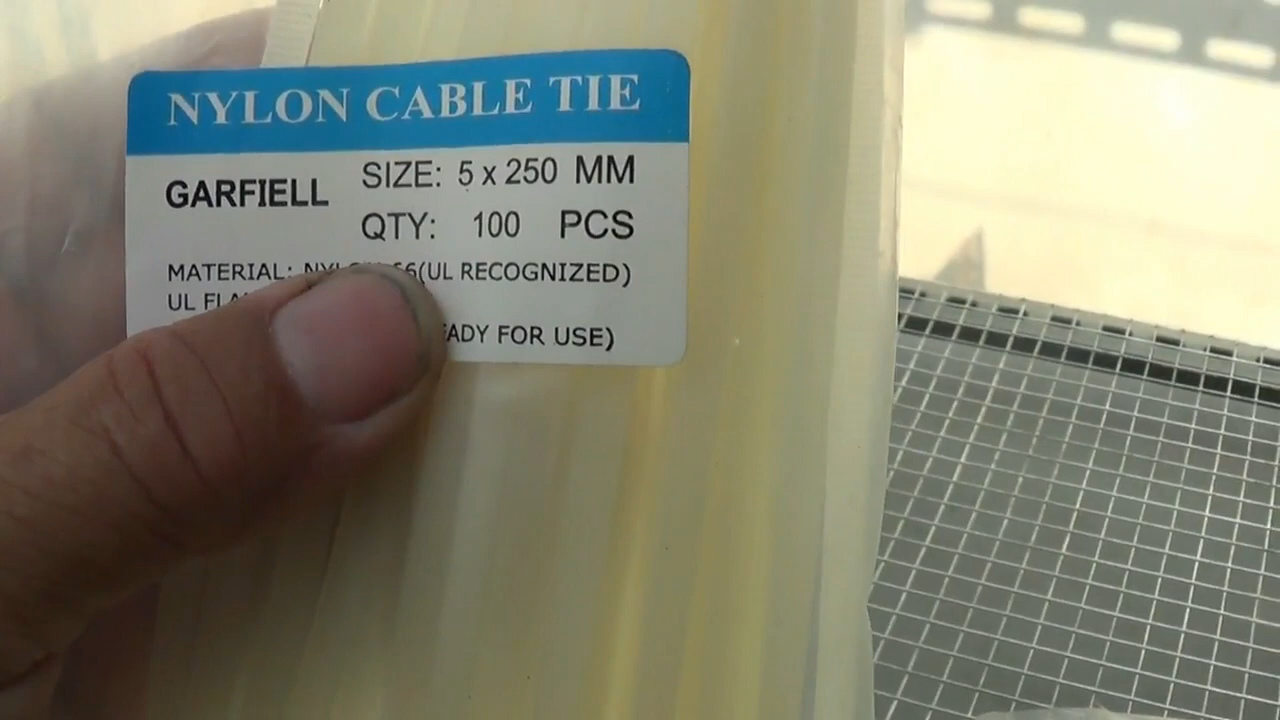 NYLON CABLE TIE
GARFIELL
SIZE: 5 x 250 MM
QTY: 100 PCS
MATERIAL: (UL RECOGNIZED)
UL
FOR USE)